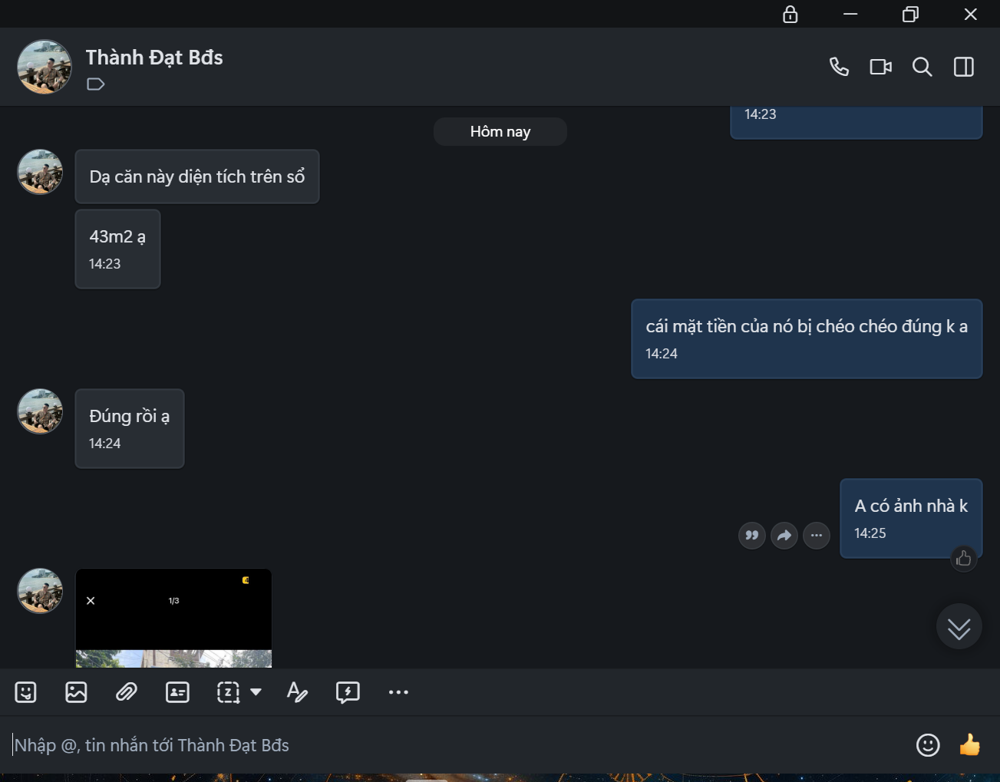 Thành Đạt Bđs
14:23
Hôm nay
Dạ căn này diện tích trên sổ
43m2 ạ
14:23
cái mặt tiền của nó bị chéo chéo đúng k a
14:24
Đúng rồi ạ
14:24
A có ảnh nhà k
14:25
1/3
Nhập @, tin nhắn tới Thành Đạt Bđs